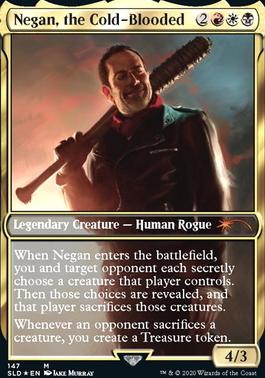 Negan, the Cold-Blooded 2
Legendary Creature — Human Rogue
When Negan enters the battlefield,
you and target opponent each secretly
choose a creature that player controls.
Then those choices are revealed, and
that player sacrifices those creatures.
Whenever an opponent sacrifices a
creature, you create a Treasure token.
4/3
147 M
SLD ★ EN Jake Murray
™ & © 2020 Wizards of the Coast